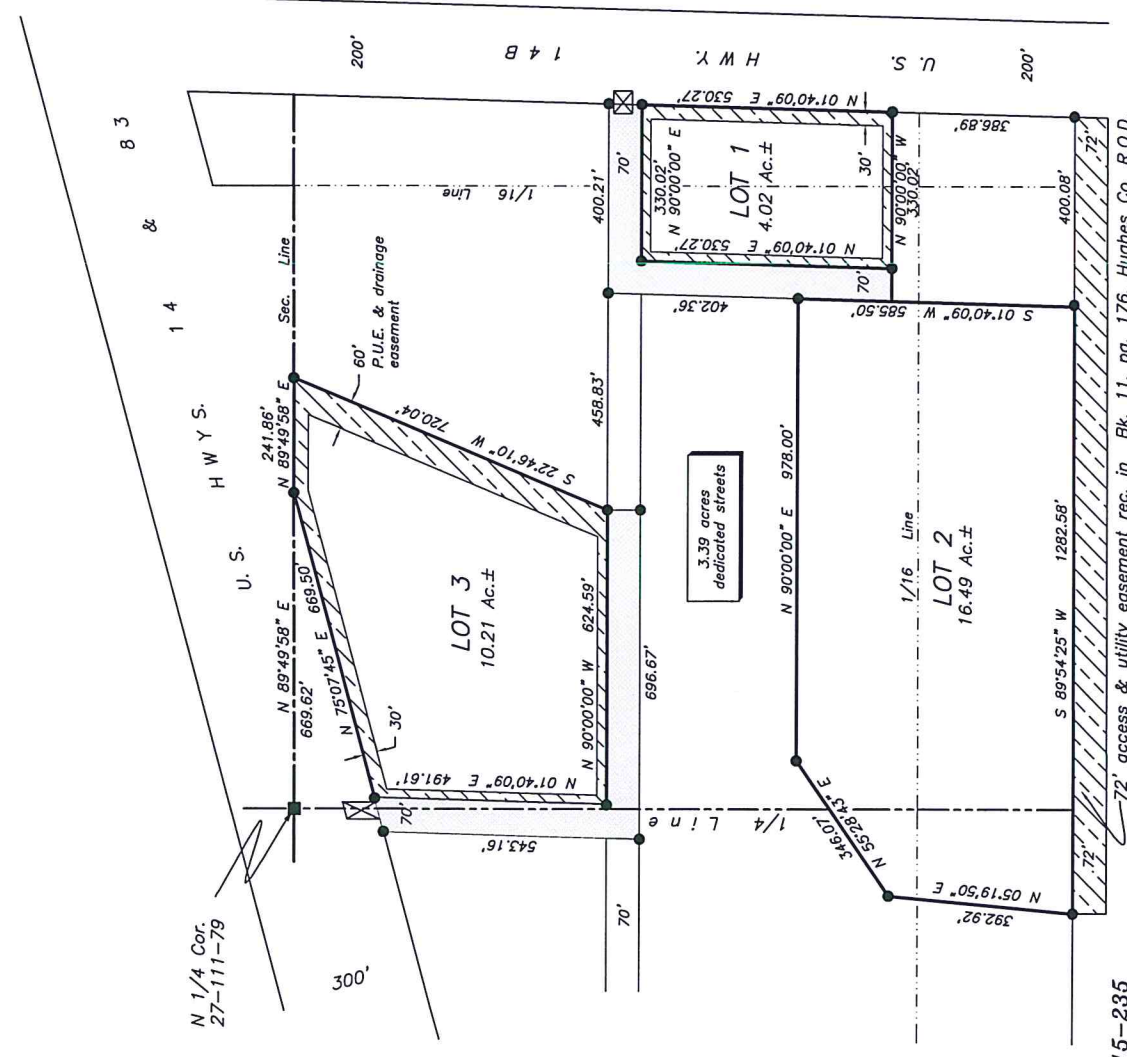 200'
1 4 B
H W Y.
U. S.
200'
8 3
&
1 4
H W Y S.
U. S.
N 1/4 Cor.
27-111-79
300'
Sec. Line
1/16 Line
241.86'
N 89°49'58" E
N 89°49'58" E
669.62'
N 75°07'45" E
669.50'
60'
P.U.E. & drainage
easement
S 22°46'10" W
720.04'
LOT 3
10.21 Ac.±
30'
N 01°40'09" E
491.61'
N 90°00'00" W
624.59'
70'
543.16'
70'
1/4 Line
696.67'
458.83'
400.21'
70'
N 01°40'09" E
530.27'
330.02'
N 90°00'00" E
LOT 1
4.02 Ac.±
30'
N 01°40'09" E
530.27'
N 90°00'00" W
330.02'
70'
386.89'
402.36'
585.50'
S 01°40'09" W
3.39 acres
dedicated streets
N 90°00'00" E 978.00'
1/16 Line
LOT 2
16.49 Ac.±
N 55°28'43" E
346.07'
N 05°19'50" E
392.92'
S 89°54'25" W 1282.58'
400.08'
72'
72'
72' access & utility easement rec. in Bk. 11, pg. 176 Hughes Co. R.O.D.
15-235